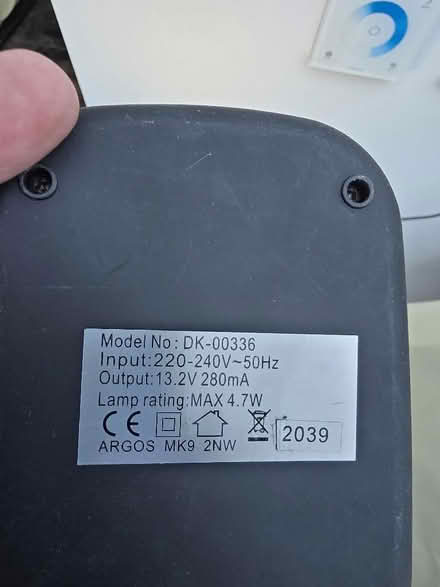 Model No: DK-00336
Input:220-240V~50Hz
Output:13.2V 280mA
Lamp rating:MAX 4.7W
CE 2039
ARGOS MK9 2NW